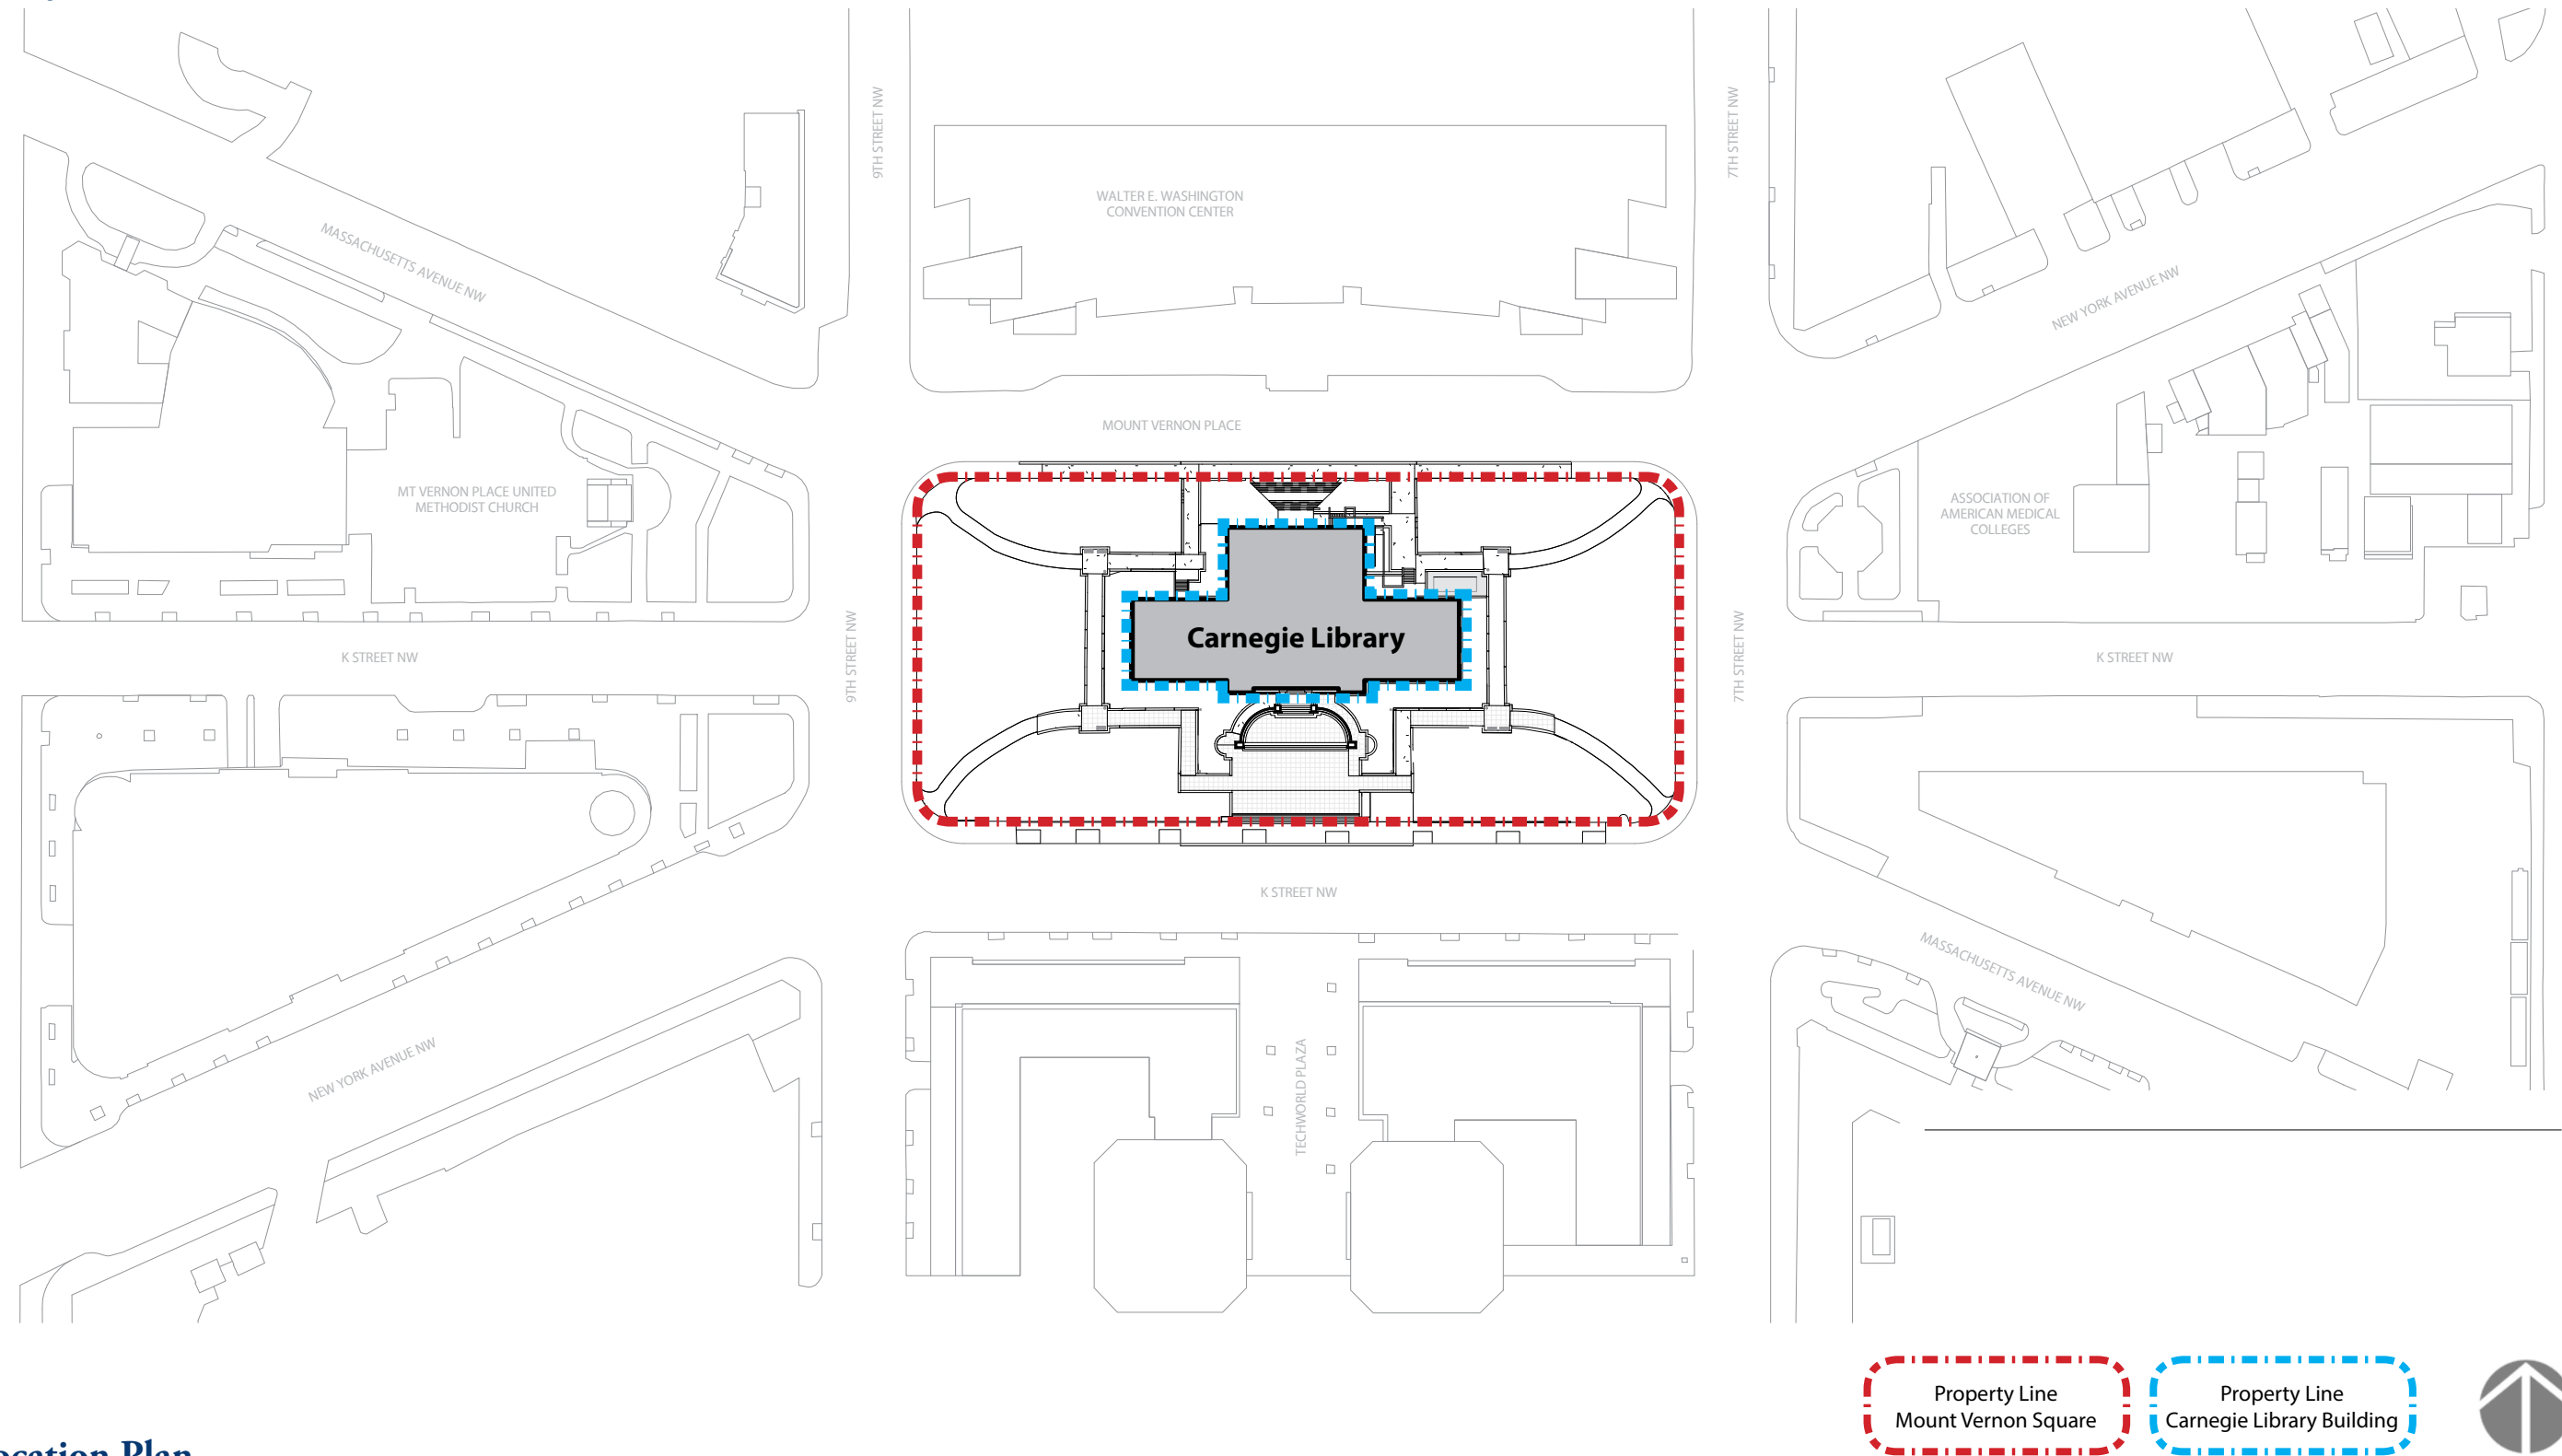 9TH STREET NW
7TH STREET NW
WALTER E. WASHINGTON
CONVENTION CENTER
MASSACHUSETTS AVENUE NW
NEW YORK AVENUE NW
MOUNT VERNON PLACE
MT VERNON PLACE UNITED
METHODIST CHURCH
ASSOCIATION OF
AMERICAN MEDICAL
COLLEGES
Carnegie Library
K STREET NW
9TH STREET NW
7TH STREET NW
K STREET NW
K STREET NW
MASSACHUSETTS AVENUE NW
NEW YORK AVENUE NW
TECHWORLD PLAZA
Property Line
Mount Vernon Square
Property Line
Carnegie Library Building
Plan